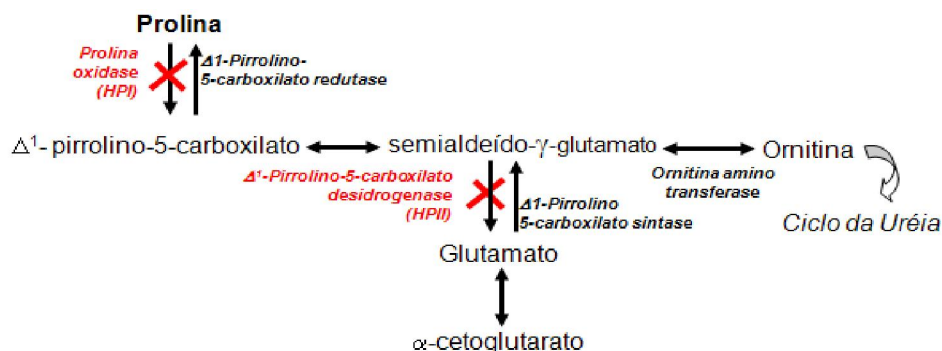 Prolina
Prolina
oxidase
(HPI)
Δ1-Pirrolino-
5-carboxilato redutase
Δ¹- pirrolino-5-carboxilato
semialdeído-γ-glutamato
Ornitina
Δ¹-Pirrolino-5-carboxilato
desidrogenase
(HPII)
Δ1-Pirrolino
5-carboxilato sintase
Ornitina amino
transferase
Ciclo da Uréia
Glutamato
α-cetoglutarato